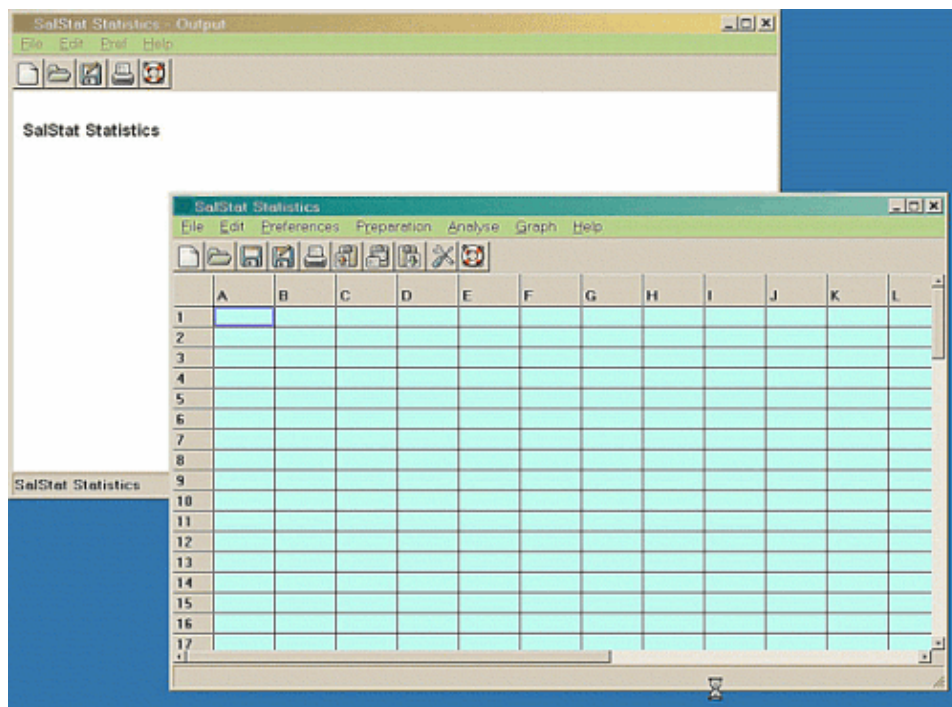 SalStat Statistics - Output
File Edit Pref Help
SalStat Statistics
SalStat Statistics
SalStat Statistics
File Edit Preferences Preparation Analyse Graph Help
A B C D E F G H I J K L
1
2
3
4
5
6
7
8
9
10
11
12
13
14
15
16
17